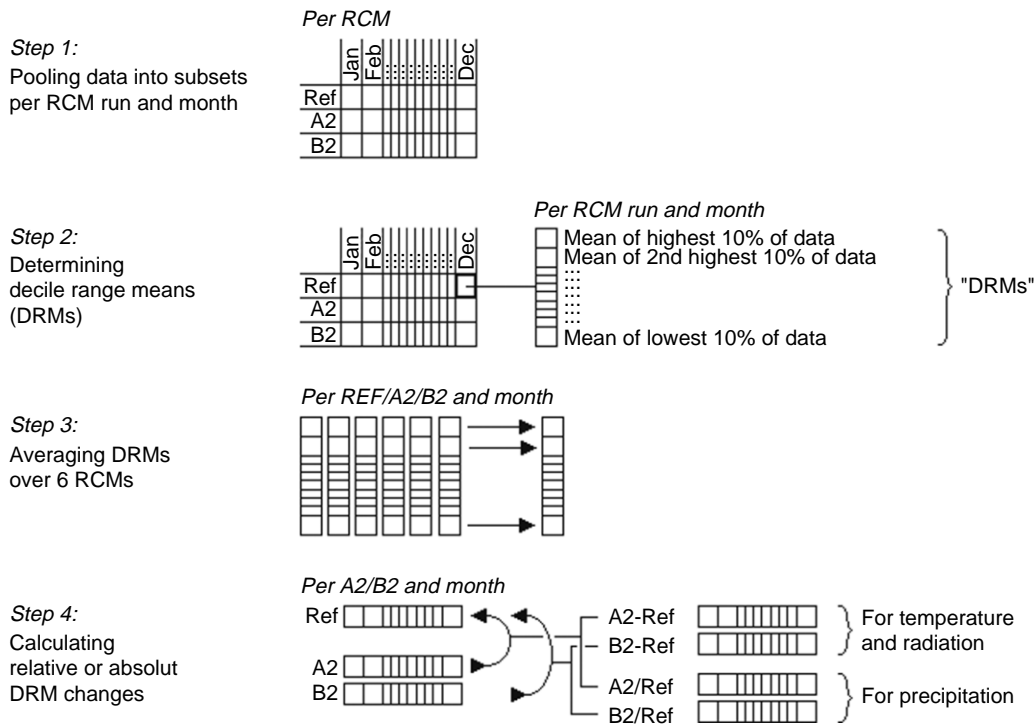 Per RCM
Step 1:
Pooling data into subsets
per RCM run and month
Jan
Feb
Dec
Ref
A2
B2
Per RCM run and month
Step 2:
Determining
decile range means
(DRMs)
Jan
Feb
Dec
Ref
A2
B2
Mean of highest 10% of data
Mean of 2nd highest 10% of data
Mean of lowest 10% of data
"DRMs"
Per REF/A2/B2 and month
Step 3:
Averaging DRMs
over 6 RCMs
Per A2/B2 and month
Step 4:
Calculating
relative or absolut
DRM changes
Ref
A2
B2
A2-Ref
B2-Ref
A2/Ref
B2/Ref
For temperature
and radiation
For precipitation